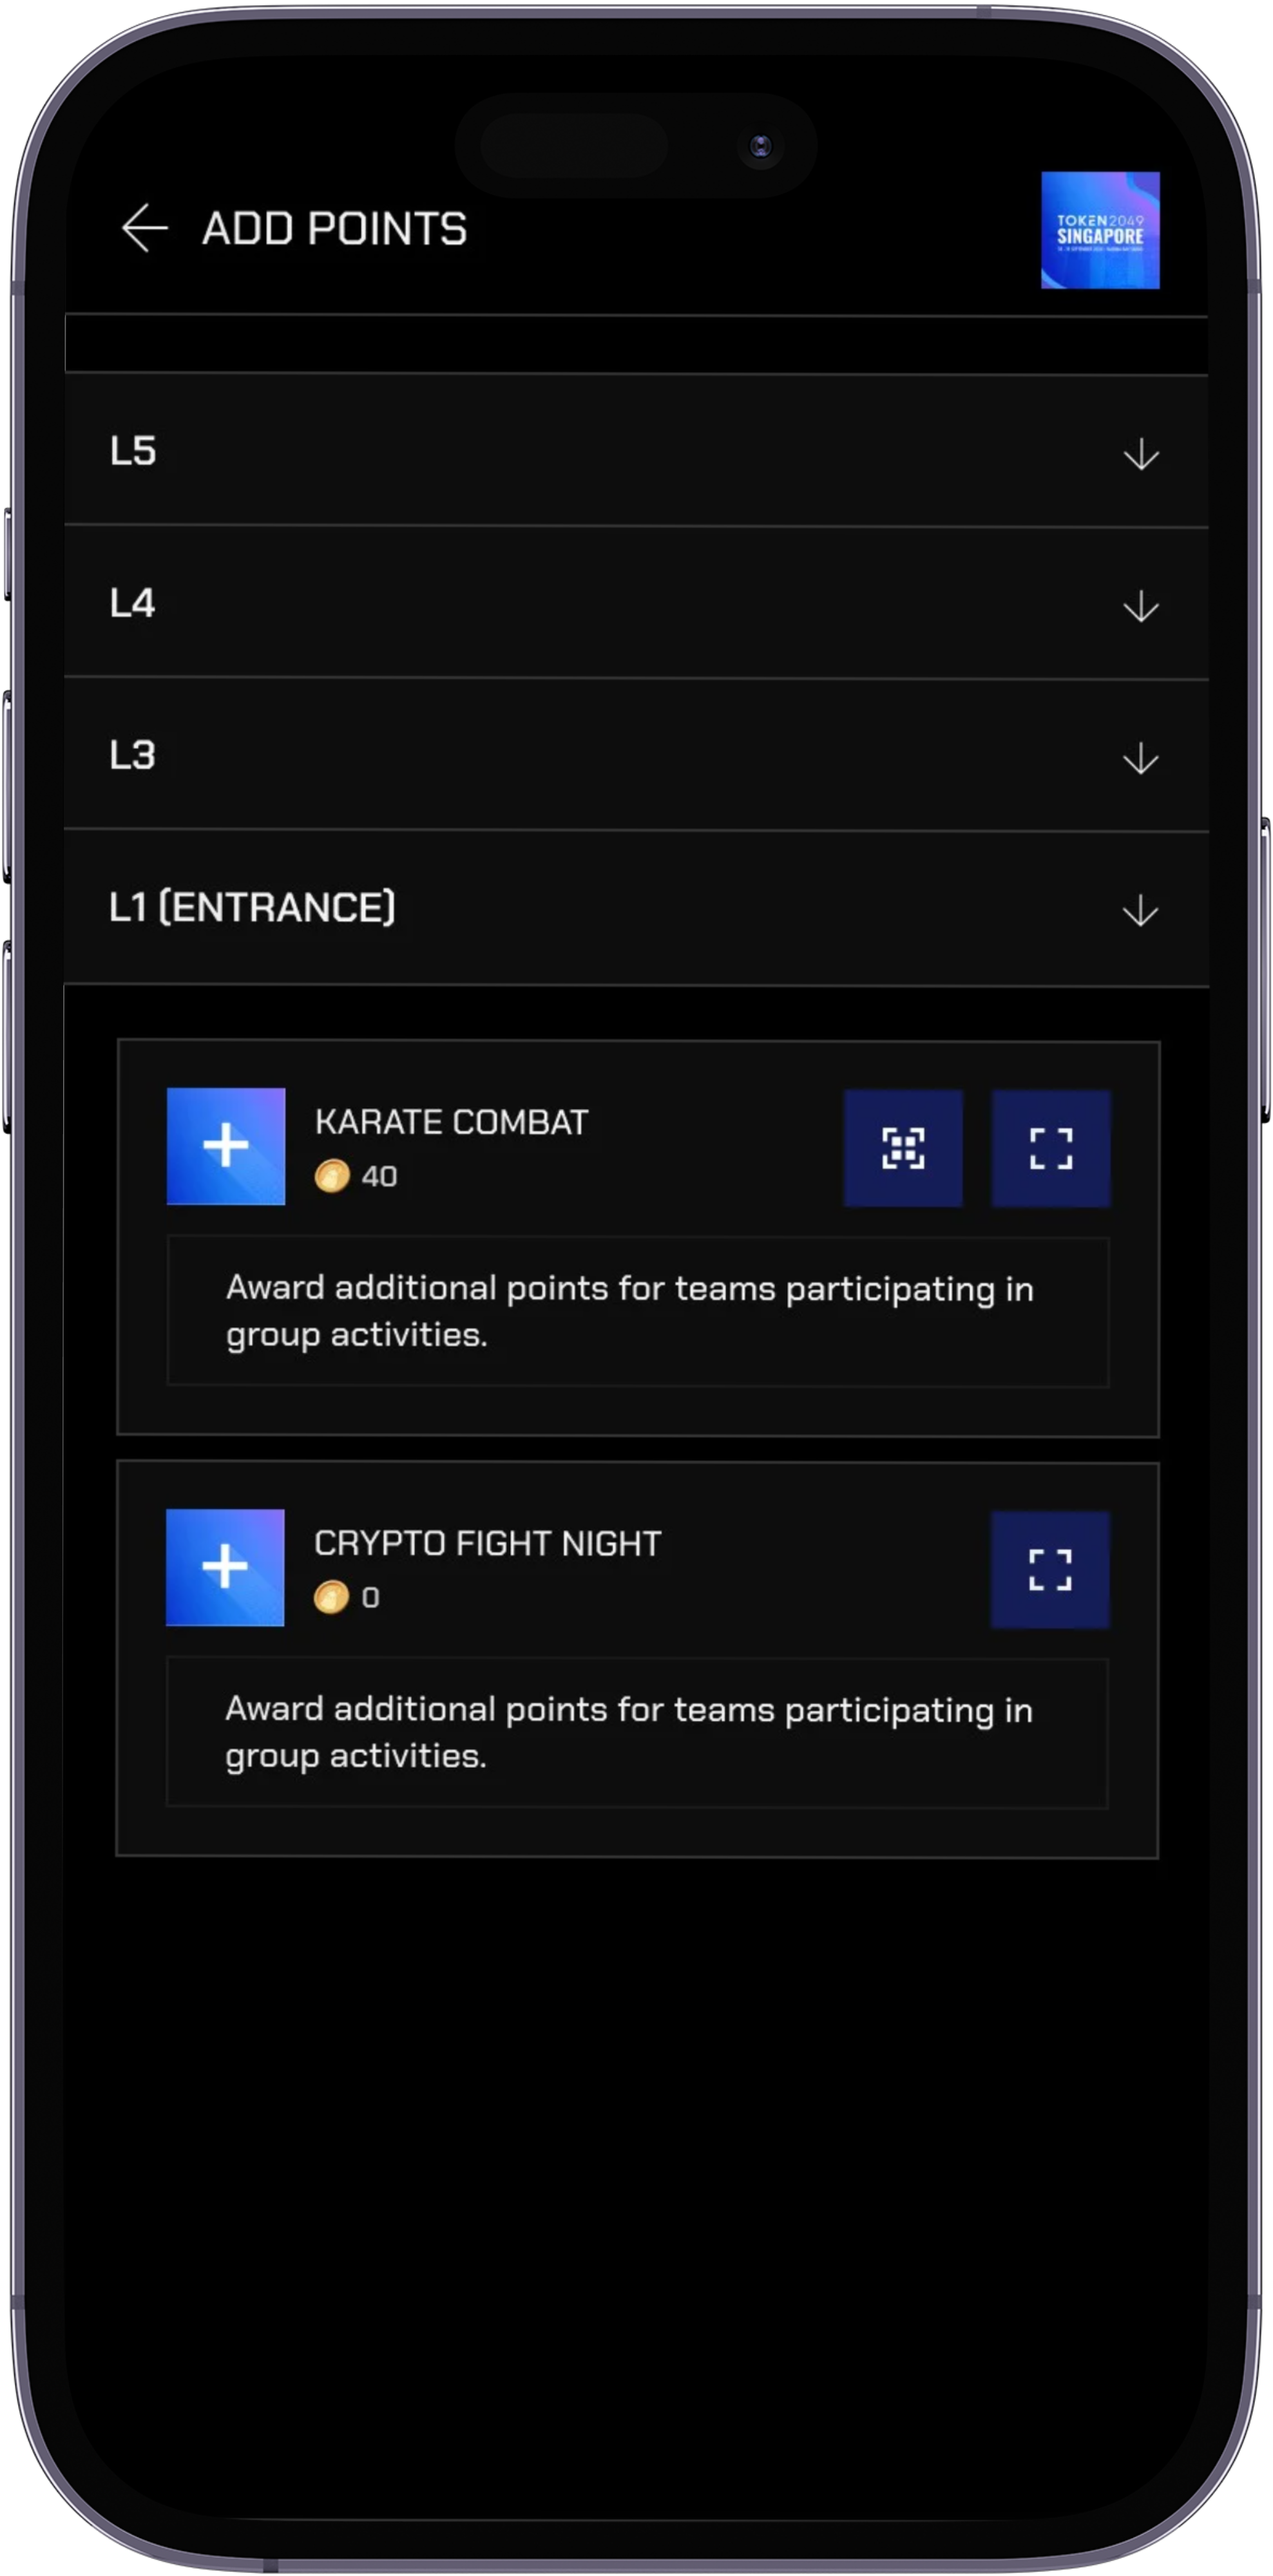 ADD POINTS
TOKEN2049
SINGAPORE
L5
L4
L3
L1 (ENTRANCE)
KARATE COMBAT
40
Award additional points for teams participating in
group activities.
CRYPTO FIGHT NIGHT
0
Award additional points for teams participating in
group activities.